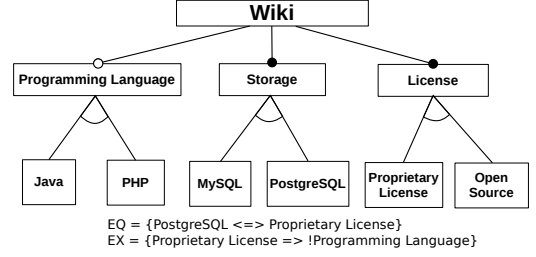 Wiki
Programming Language
Storage
License
Java
PHP
MySQL
PostgreSQL
Proprietary
License
Open
Source
EQ = {PostgreSQL <=> Proprietary License}
EX = {Proprietary License => !Programming Language}